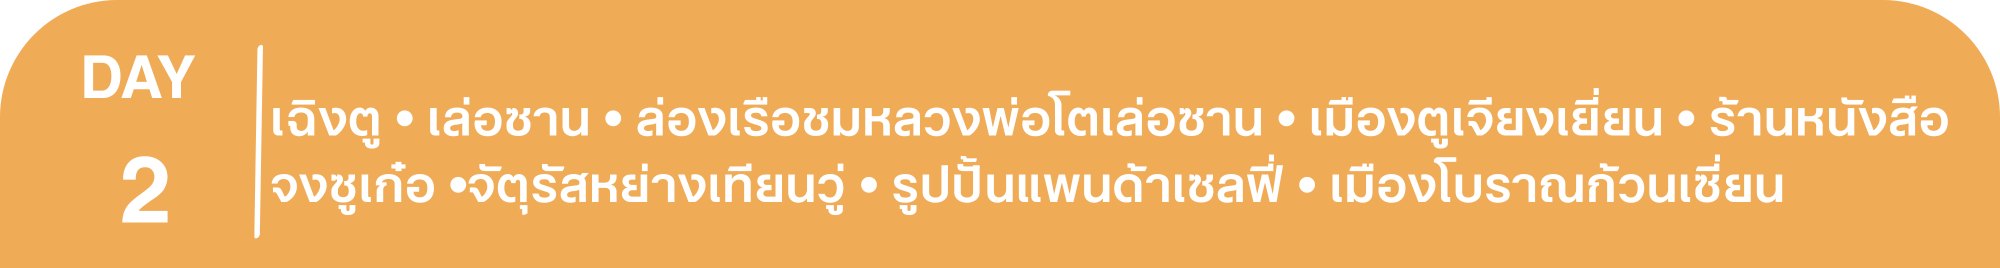 DAY
2
เฉิงตู • เล่อซาน • ล่องเรือชมหลวงพ่อโตเล่อซาน • เมืองตูเจียงเยี่ยน • ร้านหนังสือ
จงซูเก๋อ •จัตุรัสหย่างเทียนวู่ • รูปปั้นแพนด้าเซลฟี่ • เมืองโบราณก้วนเซี่ยน